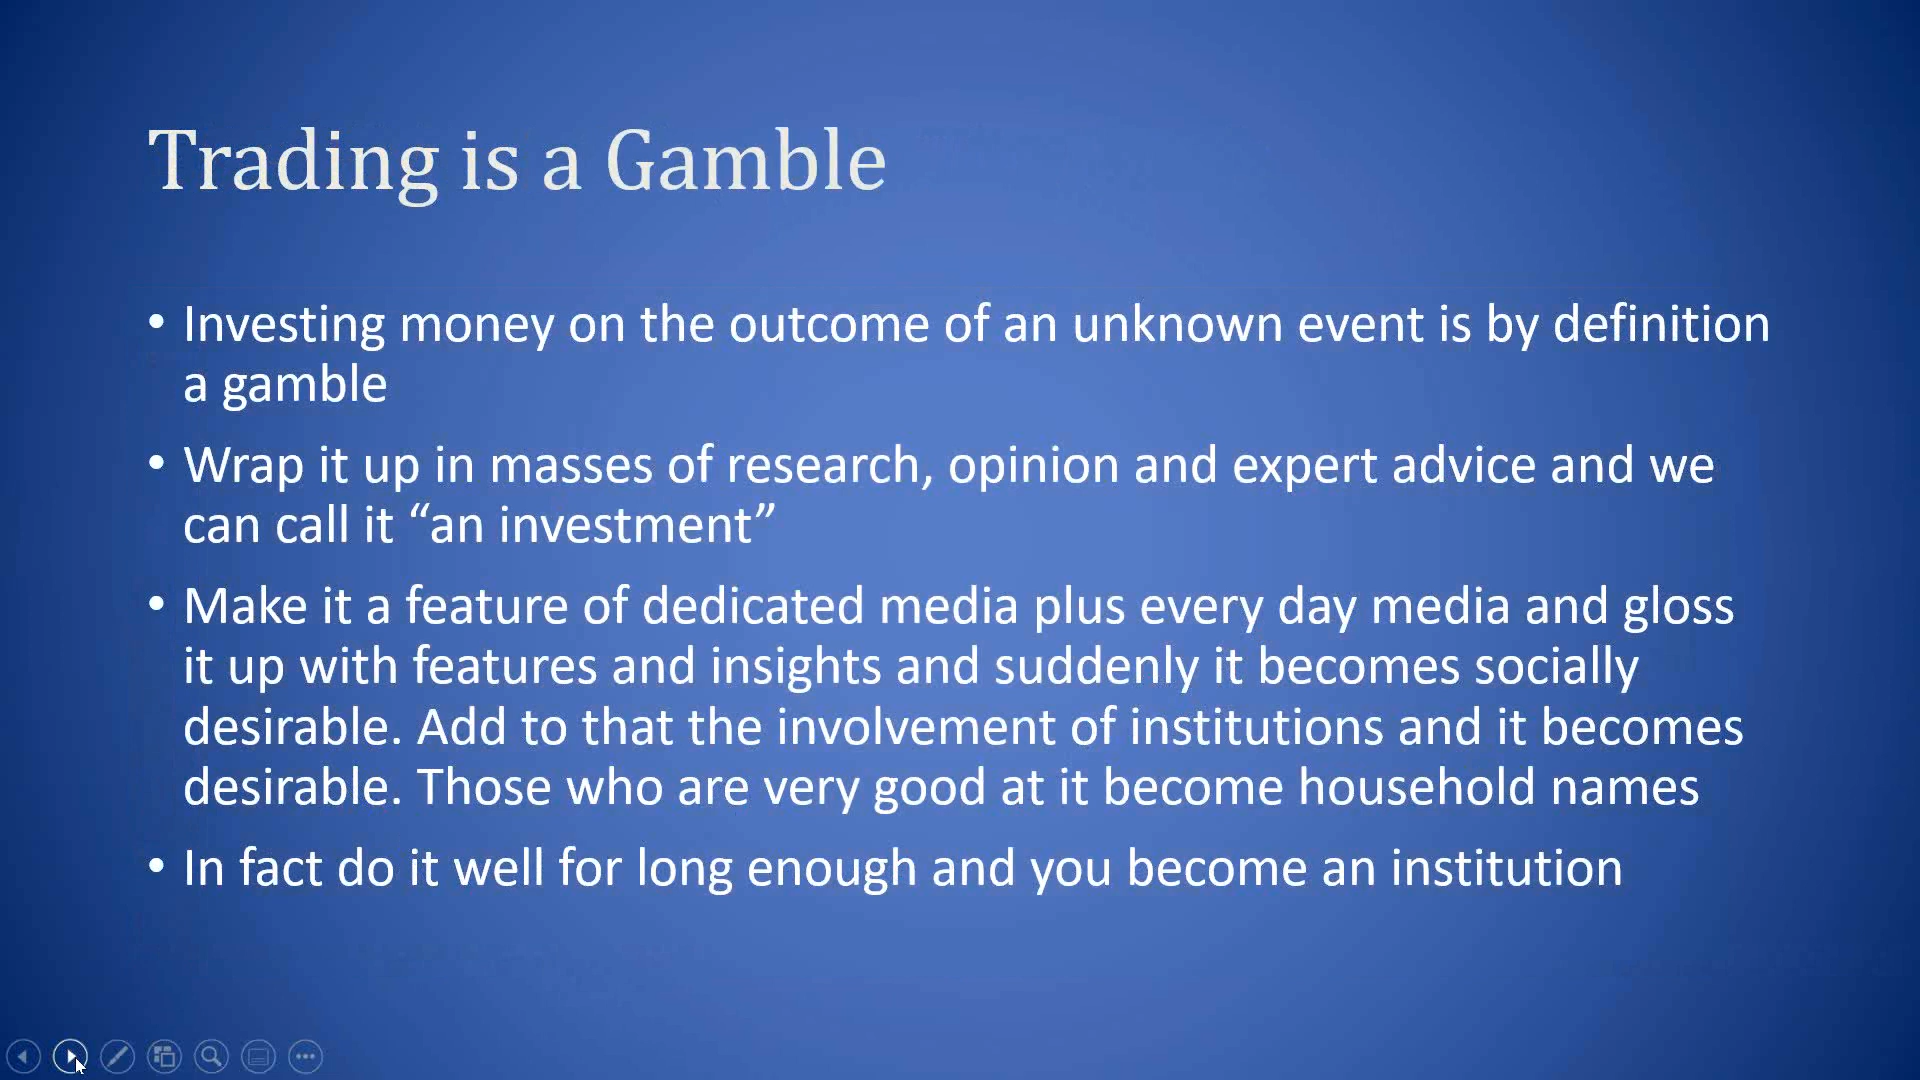 Trading is a Gamble
• Investing money on the outcome of an unknown event is by definition
a gamble
• Wrap it up in masses of research, opinion and expert advice and we
can call it “an investment”
• Make it a feature of dedicated media plus every day media and gloss
it up with features and insights and suddenly it becomes socially
desirable. Add to that the involvement of institutions and it becomes
desirable. Those who are very good at it become household names
• In fact do it well for long enough and you become an institution